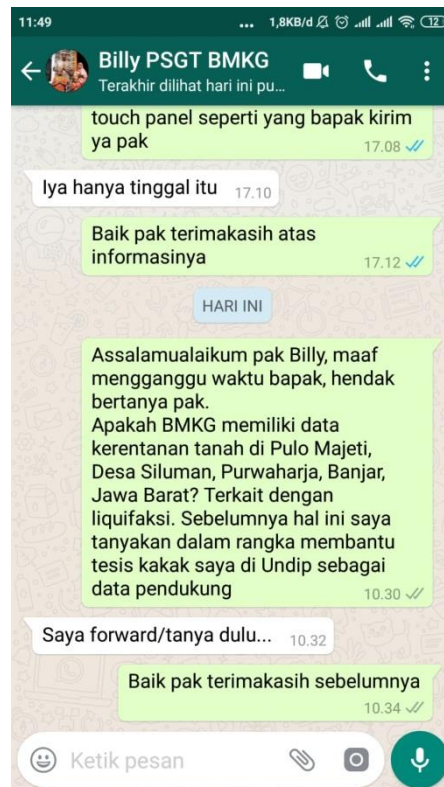 11:49
... 1,8KB/d 12
Billy PSGT BMKG
Terakhir dilihat hari ini pu...
touch panel seperti yang bapak kirim
ya pak
17.08
Iya hanya tinggal itu 17.10
Baik pak terimakasih atas
informasinya 17.12
HARI INI
Assalamualaikum pak Billy, maaf
mengganggu waktu bapak, hendak
bertanya pak.
Apakah BMKG memiliki data
kerentanan tanah di Pulo Majeti,
Desa Siluman, Purwaharja, Banjar,
Jawa Barat? Terkait dengan
liquifaksi. Sebelumnya hal ini saya
tanyakan dalam rangka membantu
tesis kakak saya di Undip sebagai
data pendukung 10.30
Saya forward/tanya dulu... 10.32
Baik pak terimakasih sebelumnya
10.34
Ketik pesan